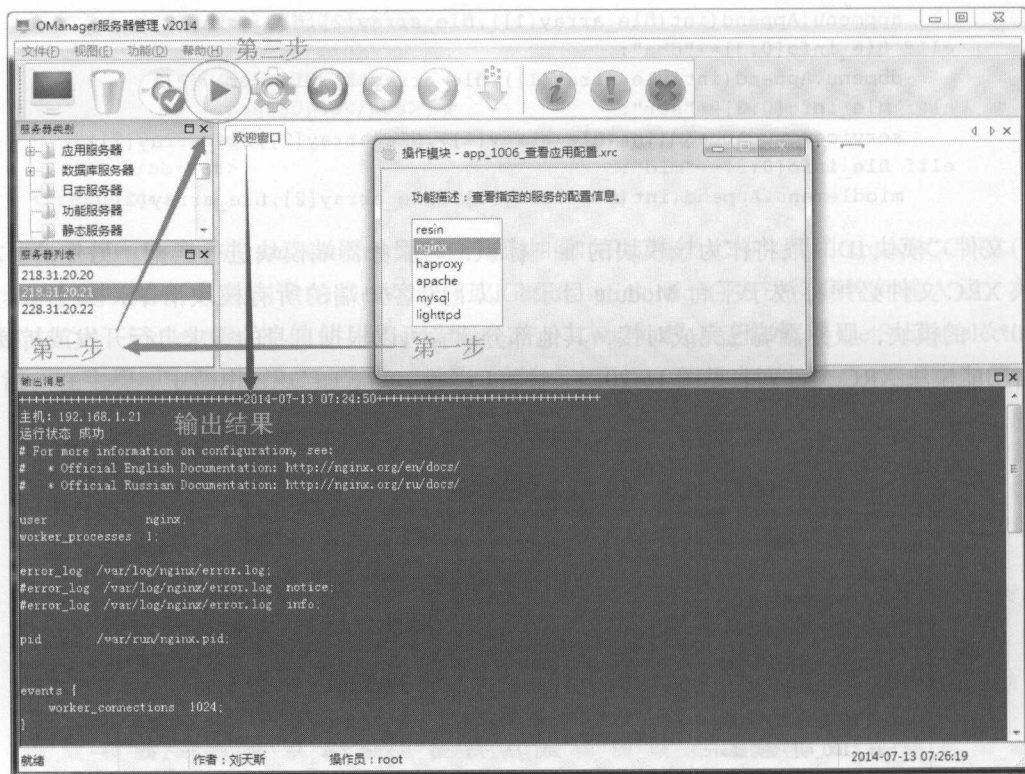 OManager服务器管理 v2014
文件(F) 视图(E) 功能(D) 帮助(H)
第三步
服务器类别
应用服务器
数据库服务器
日志服务器
功能服务器
静态服务器
服务器列表
218.31.20.20
218.31.20.21
228.31.20.22
第二步
欢迎窗口
操作模块 - app_1006_查看应用配置.xrc
功能描述：查看指定的服务的配置信息。
resin
nginx
haproxy
apache
mysql
lighttpd
第一步
输出消息
++++++++++++++++++++++++++++++++2014-07-13 07:24:50++++++++++++++++++++++++++++++++
主机: 192.168.1.21
运行状态 成功
输出结果
# For more information on configuration, see:
#   * Official English Documentation: http://nginx.org/en/docs/
#   * Official Russian Documentation: http://nginx.org/ru/docs/
user              nginx;
worker_processes  1;
error_log  /var/log/nginx/error.log;
#error_log  /var/log/nginx/error.log  notice;
#error_log  /var/log/nginx/error.log  info;
pid        /var/run/nginx.pid;
events {
    worker_connections  1024;
}
就绪
作者：刘天斯
操作员：root
2014-07-13 07:26:19